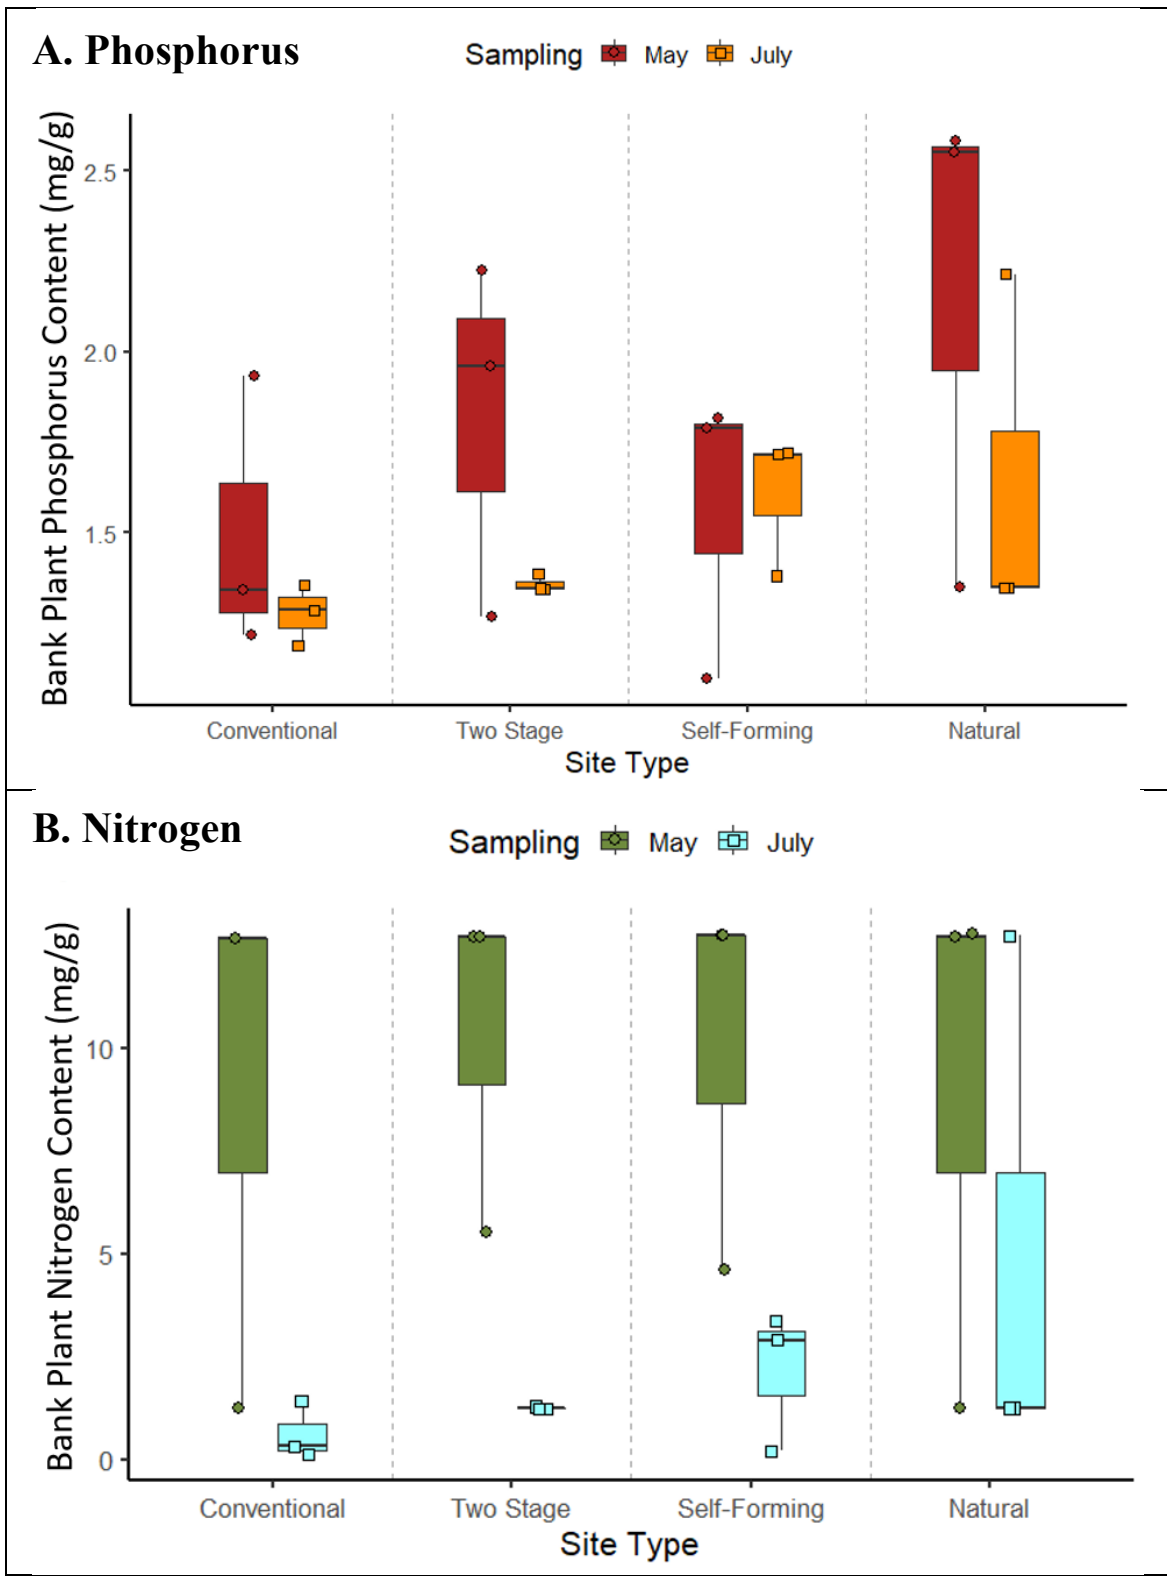 A. Phosphorus
Sampling May July
Bank Plant Phosphorus Content (mg/g)
2.5
2.0
1.5
Conventional Two Stage Self-Forming Natural
Site Type
B. Nitrogen
Sampling May July
Bank Plant Nitrogen Content (mg/g)
10
5
0
Conventional Two Stage Self-Forming Natural
Site Type